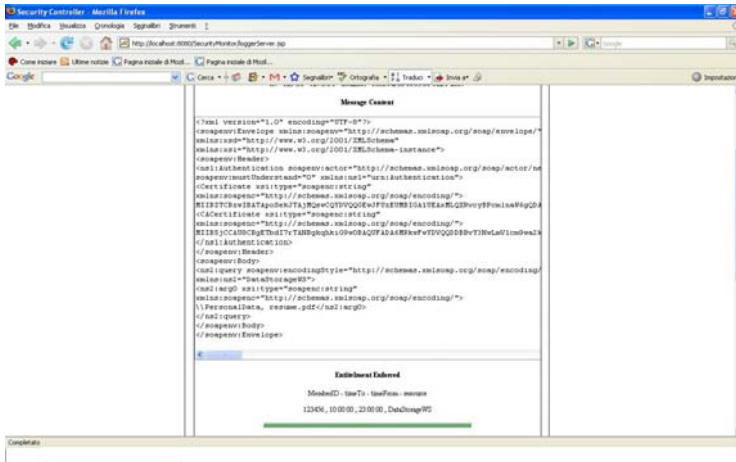 Security Controller - Mozilla Firefox
File Modifica Visualizza Cronologia Segnalibri Strumenti ?
http://localhost:8080/SecurityMonitor/loggerServer.jsp
Google
Come iniziare Ultime notizie Pagina iniziale di Mozil... Pagina iniziale di Mozil...
Google Cerca Segnalibri Ortografia Traduci Invia a Impostazioni
Message Content
<?xml version="1.0" encoding="UTF-8"?>
<soapenv:Envelope xmlns:soapenv="http://schemas.xmlsoap.org/soap/envelope/"
xmlns:xsd="http://www.w3.org/2001/XMLSchema"
xmlns:xsi="http://www.w3.org/2001/XMLSchema-instance">
<soapenv:Header>
<ns1:Authentication soapenv:actor="http://schemas.xmlsoap.org/soap/actor/ne
soapenv:mustUnderstand="0" xmlns:ns1="urn:Authentication">
<Certificate xsi:type="soapenc:string"
xmlns:soapenc="http://schemas.xmlsoap.org/soap/encoding/">
<CACertificate xsi:type="soapenc:string"
xmlns:soapenc="http://schemas.xmlsoap.org/soap/encoding/">
</ns1:Authentication>
</soapenv:Header>
<soapenv:Body>
<ns2:query soapenv:encodingStyle="http://schemas.xmlsoap.org/soap/encoding/
xmlns:ns2="DataStorageWS">
<ns2:arg0 xsi:type="soapenc:string"
xmlns:soapenc="http://schemas.xmlsoap.org/soap/encoding/">
\\PersonalData, resume.pdf</ns2:arg0>
</ns2:query>
</soapenv:Body>
</soapenv:Envelope>
Entitlement Enforced
MemberID - timeTo - timeFrom - resource
123456 , 10:00:00 , 23:00:00 , DataStorageWS
Completato